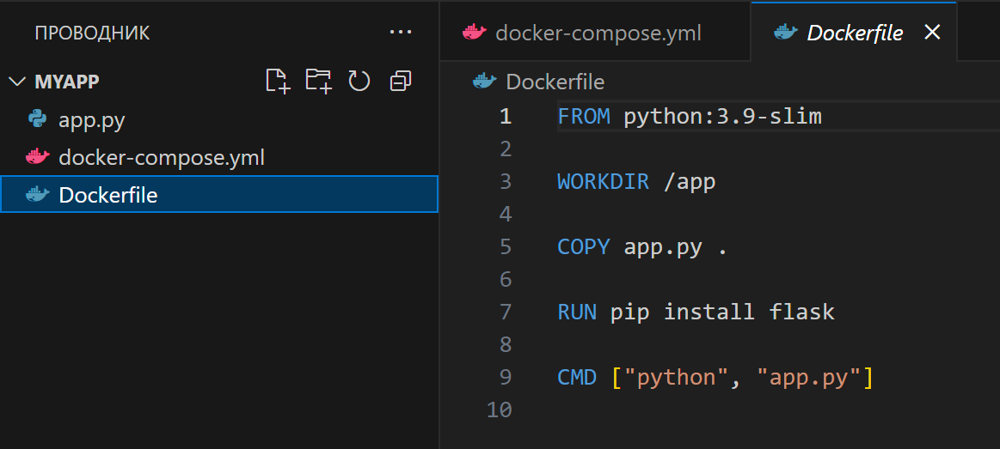 ПРОВОДНИК
MYAPP
app.py
docker-compose.yml
Dockerfile
docker-compose.yml
Dockerfile
Dockerfile
1 FROM python:3.9-slim
2
3 WORKDIR /app
4
5 COPY app.py .
6
7 RUN pip install flask
8
9 CMD ["python", "app.py"]
10